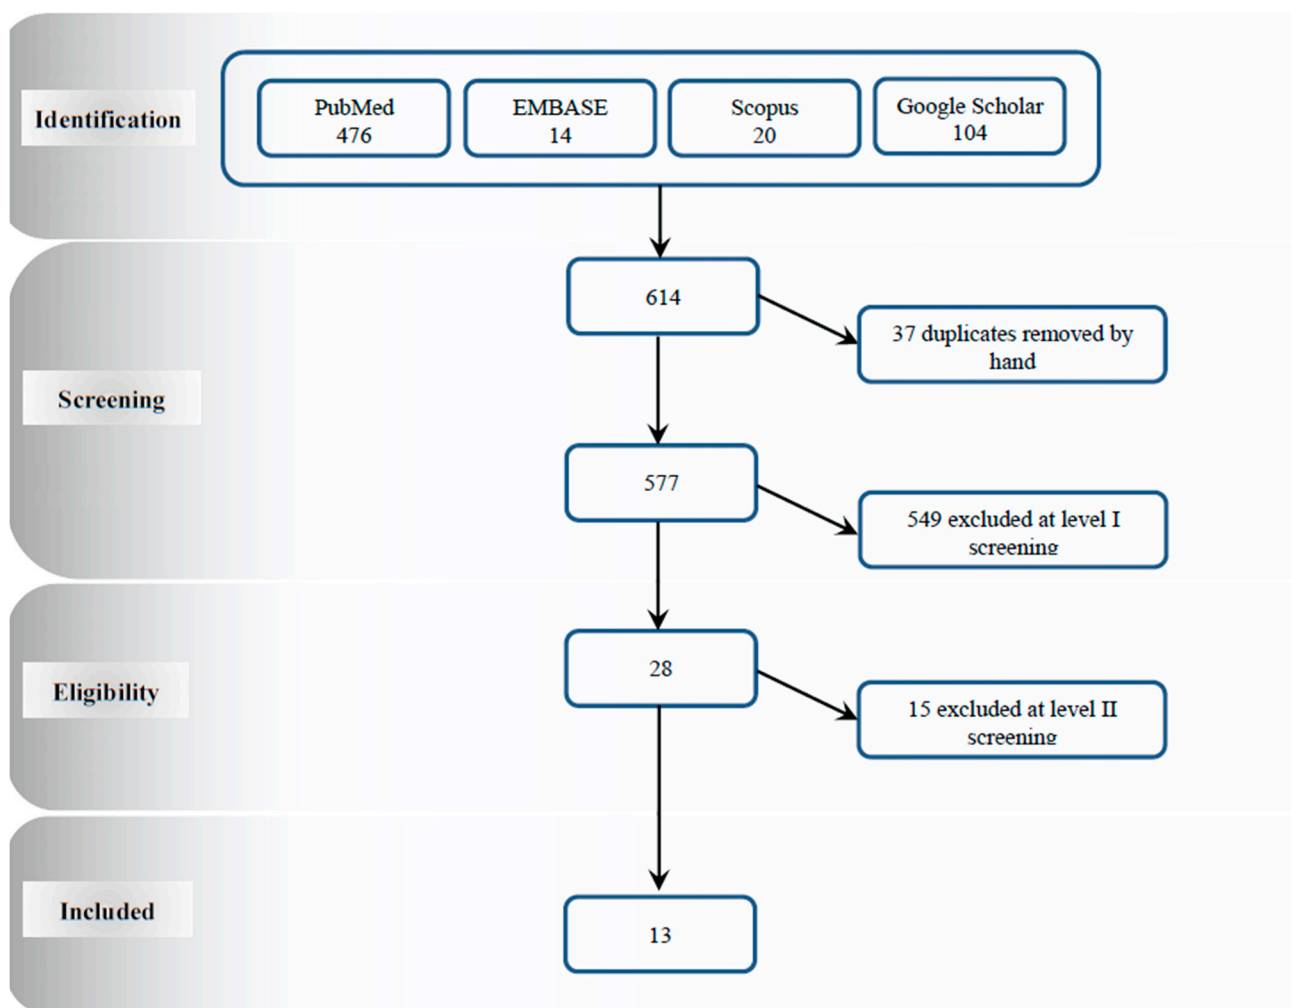 Identification
PubMed
476
EMBASE
14
Scopus
20
Google Scholar
104
614
37 duplicates removed by
hand
Screening
577
549 excluded at level I
screening
Eligibility
28
15 excluded at level II
screening
Included
13